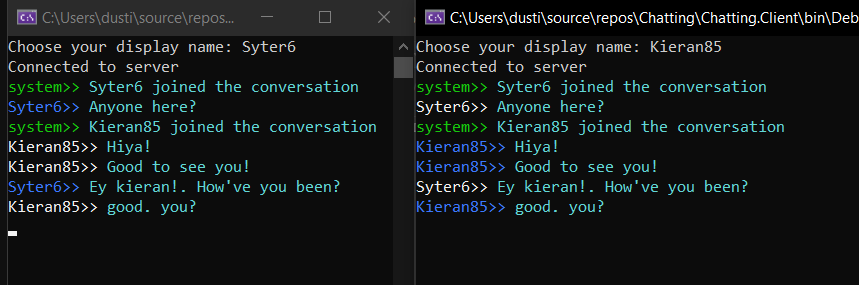 C:\Users\dusti\source\repos...
Choose your display name: Syter6
Connected to server
system>> Syter6 joined the conversation
Syter6>> Anyone here?
system>> Kieran85 joined the conversation
Kieran85>> Hiya!
Kieran85>> Good to see you!
Syter6>> Ey kieran!. How've you been?
Kieran85>> good. you?
C:\Users\dusti\source\repos\Chatting\Chatting.Client\bin\Deb
Choose your display name: Kieran85
Connected to server
system>> Syter6 joined the conversation
Syter6>> Anyone here?
system>> Kieran85 joined the conversation
Kieran85>> Hiya!
Kieran85>> Good to see you!
Syter6>> Ey kieran!. How've you been?
Kieran85>> good. you?